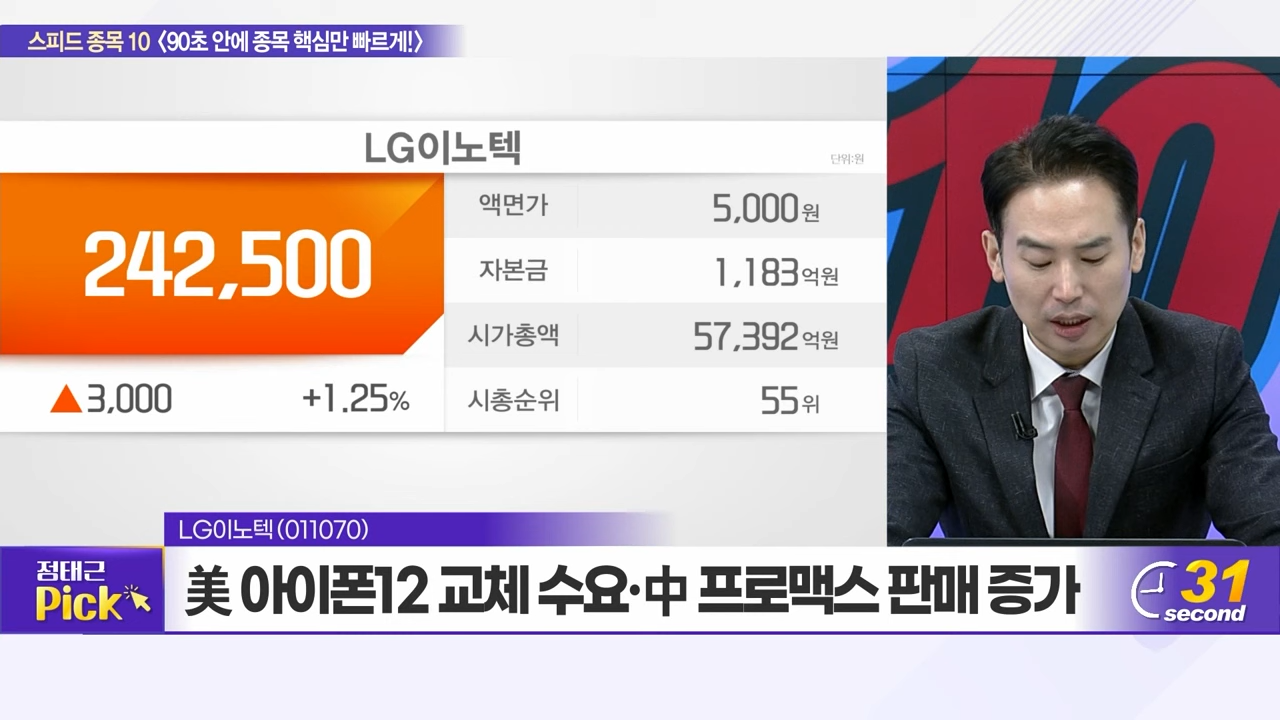 스피드 종목 10 〈90초 안에 종목 핵심만 빠르게!〉
LG이노텍
단위:원
242,500
▲3,000 +1.25%
액면가 5,000원
자본금 1,183억원
시가총액 57,392억원
시총순위 55위
10
LG이노텍(011070)
정태근
Pick
美 아이폰12 교체 수요·中 프로맥스 판매 증가
31
second